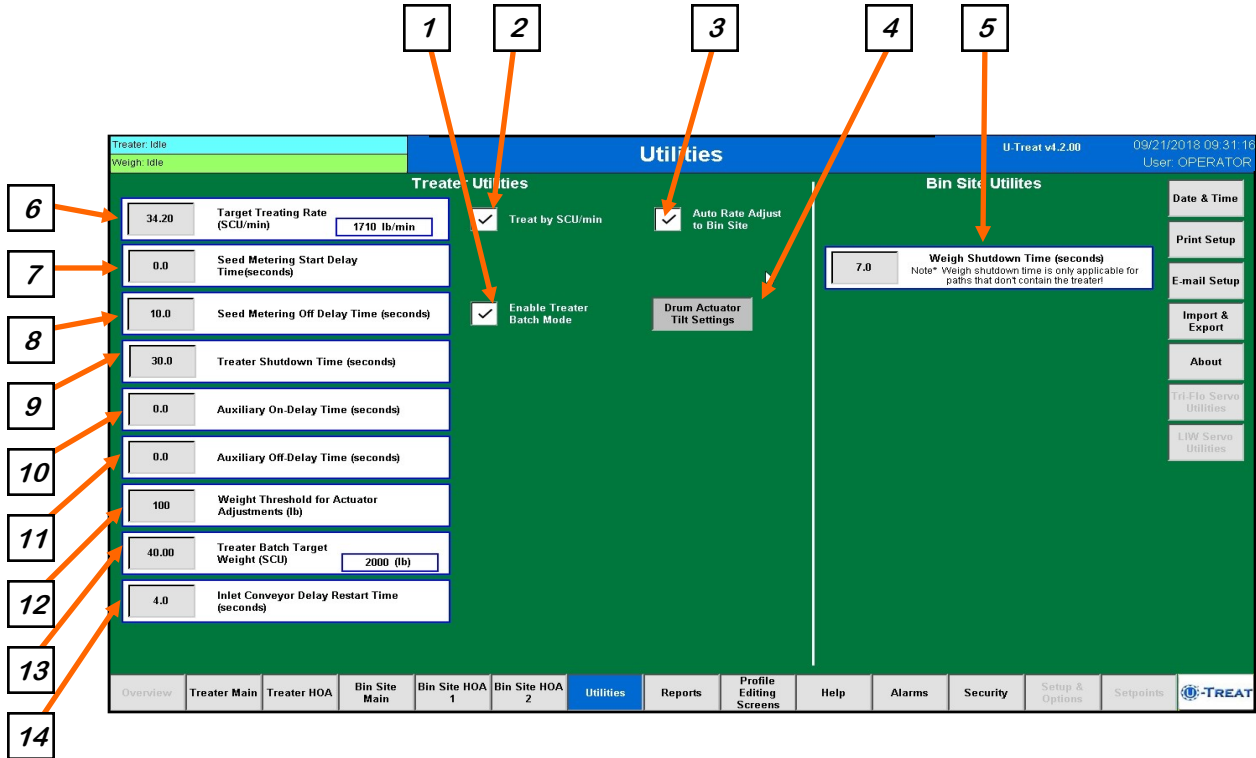 1
2
3
4
5
Treater: Idle
Weigh: Idle
Utilities
U-Treat v4.2.00
09/21/2018 09:31:16
User: OPERATOR
Treater Utilities
Bin Site Utilites
6
34.20
Target Treating Rate
(SCU/min)
1710 lb/min
Treat by SCU/min
Auto Rate Adjust
to Bin Site
Date & Time
7
0.0
Seed Metering Start Delay
Time(seconds)
7.0
Weigh Shutdown Time (seconds)
Note* Weigh shutdown time is only applicable for
paths that don't contain the treater!
Print Setup
E-mail Setup
8
10.0
Seed Metering Off Delay Time (seconds)
Enable Treater
Batch Mode
Drum Actuator
Tilt Settings
Import &
Export
9
30.0
Treater Shutdown Time (seconds)
About
10
0.0
Auxiliary On-Delay Time (seconds)
Tri-Flo Servo
Utilities
11
0.0
Auxiliary Off-Delay Time (seconds)
LIW Servo
Utilities
12
100
Weight Threshold for Actuator
Adjustments (lb)
13
40.00
Treater Batch Target
Weight (SCU)
2000 (lb)
14
4.0
Inlet Conveyor Delay Restart Time
(seconds)
Overview
Treater Main
Treater HOA
Bin Site
Main
Bin Site HOA
1
Bin Site HOA
2
Utilities
Reports
Profile
Editing
Screens
Help
Alarms
Security
Setup &
Options
Setpoints
U-TREAT